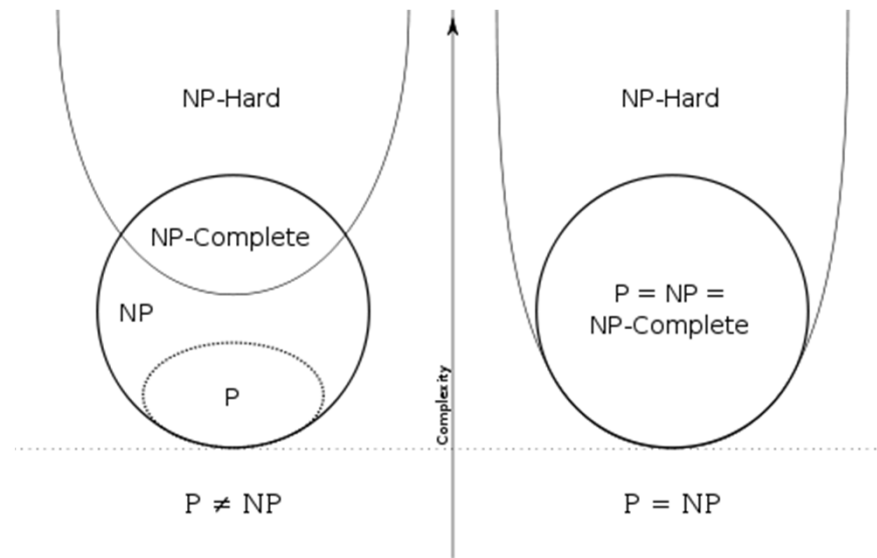 NP-Hard
NP-Complete
NP
P
P ≠ NP
Complexity
NP-Hard
P = NP =
NP-Complete
P = NP